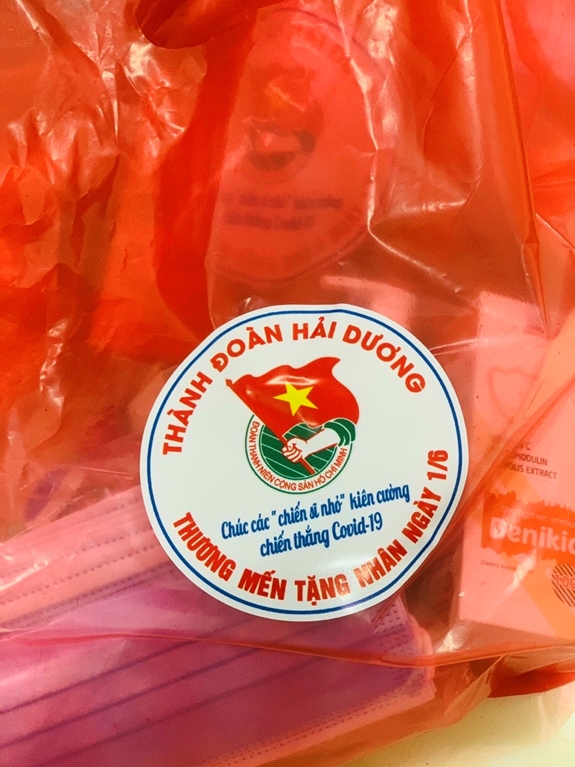 THÀNH ĐOÀN HẢI DƯƠNG
ĐOÀN THANH NIÊN CỘNG SẢN HỒ CHÍ MINH
Chúc các "chiến sĩ nhỏ" kiên cường
chiến thắng Covid-19
THƯƠNG MẾN TẶNG NHÂN NGÀY 1/6
C
EXTRACT